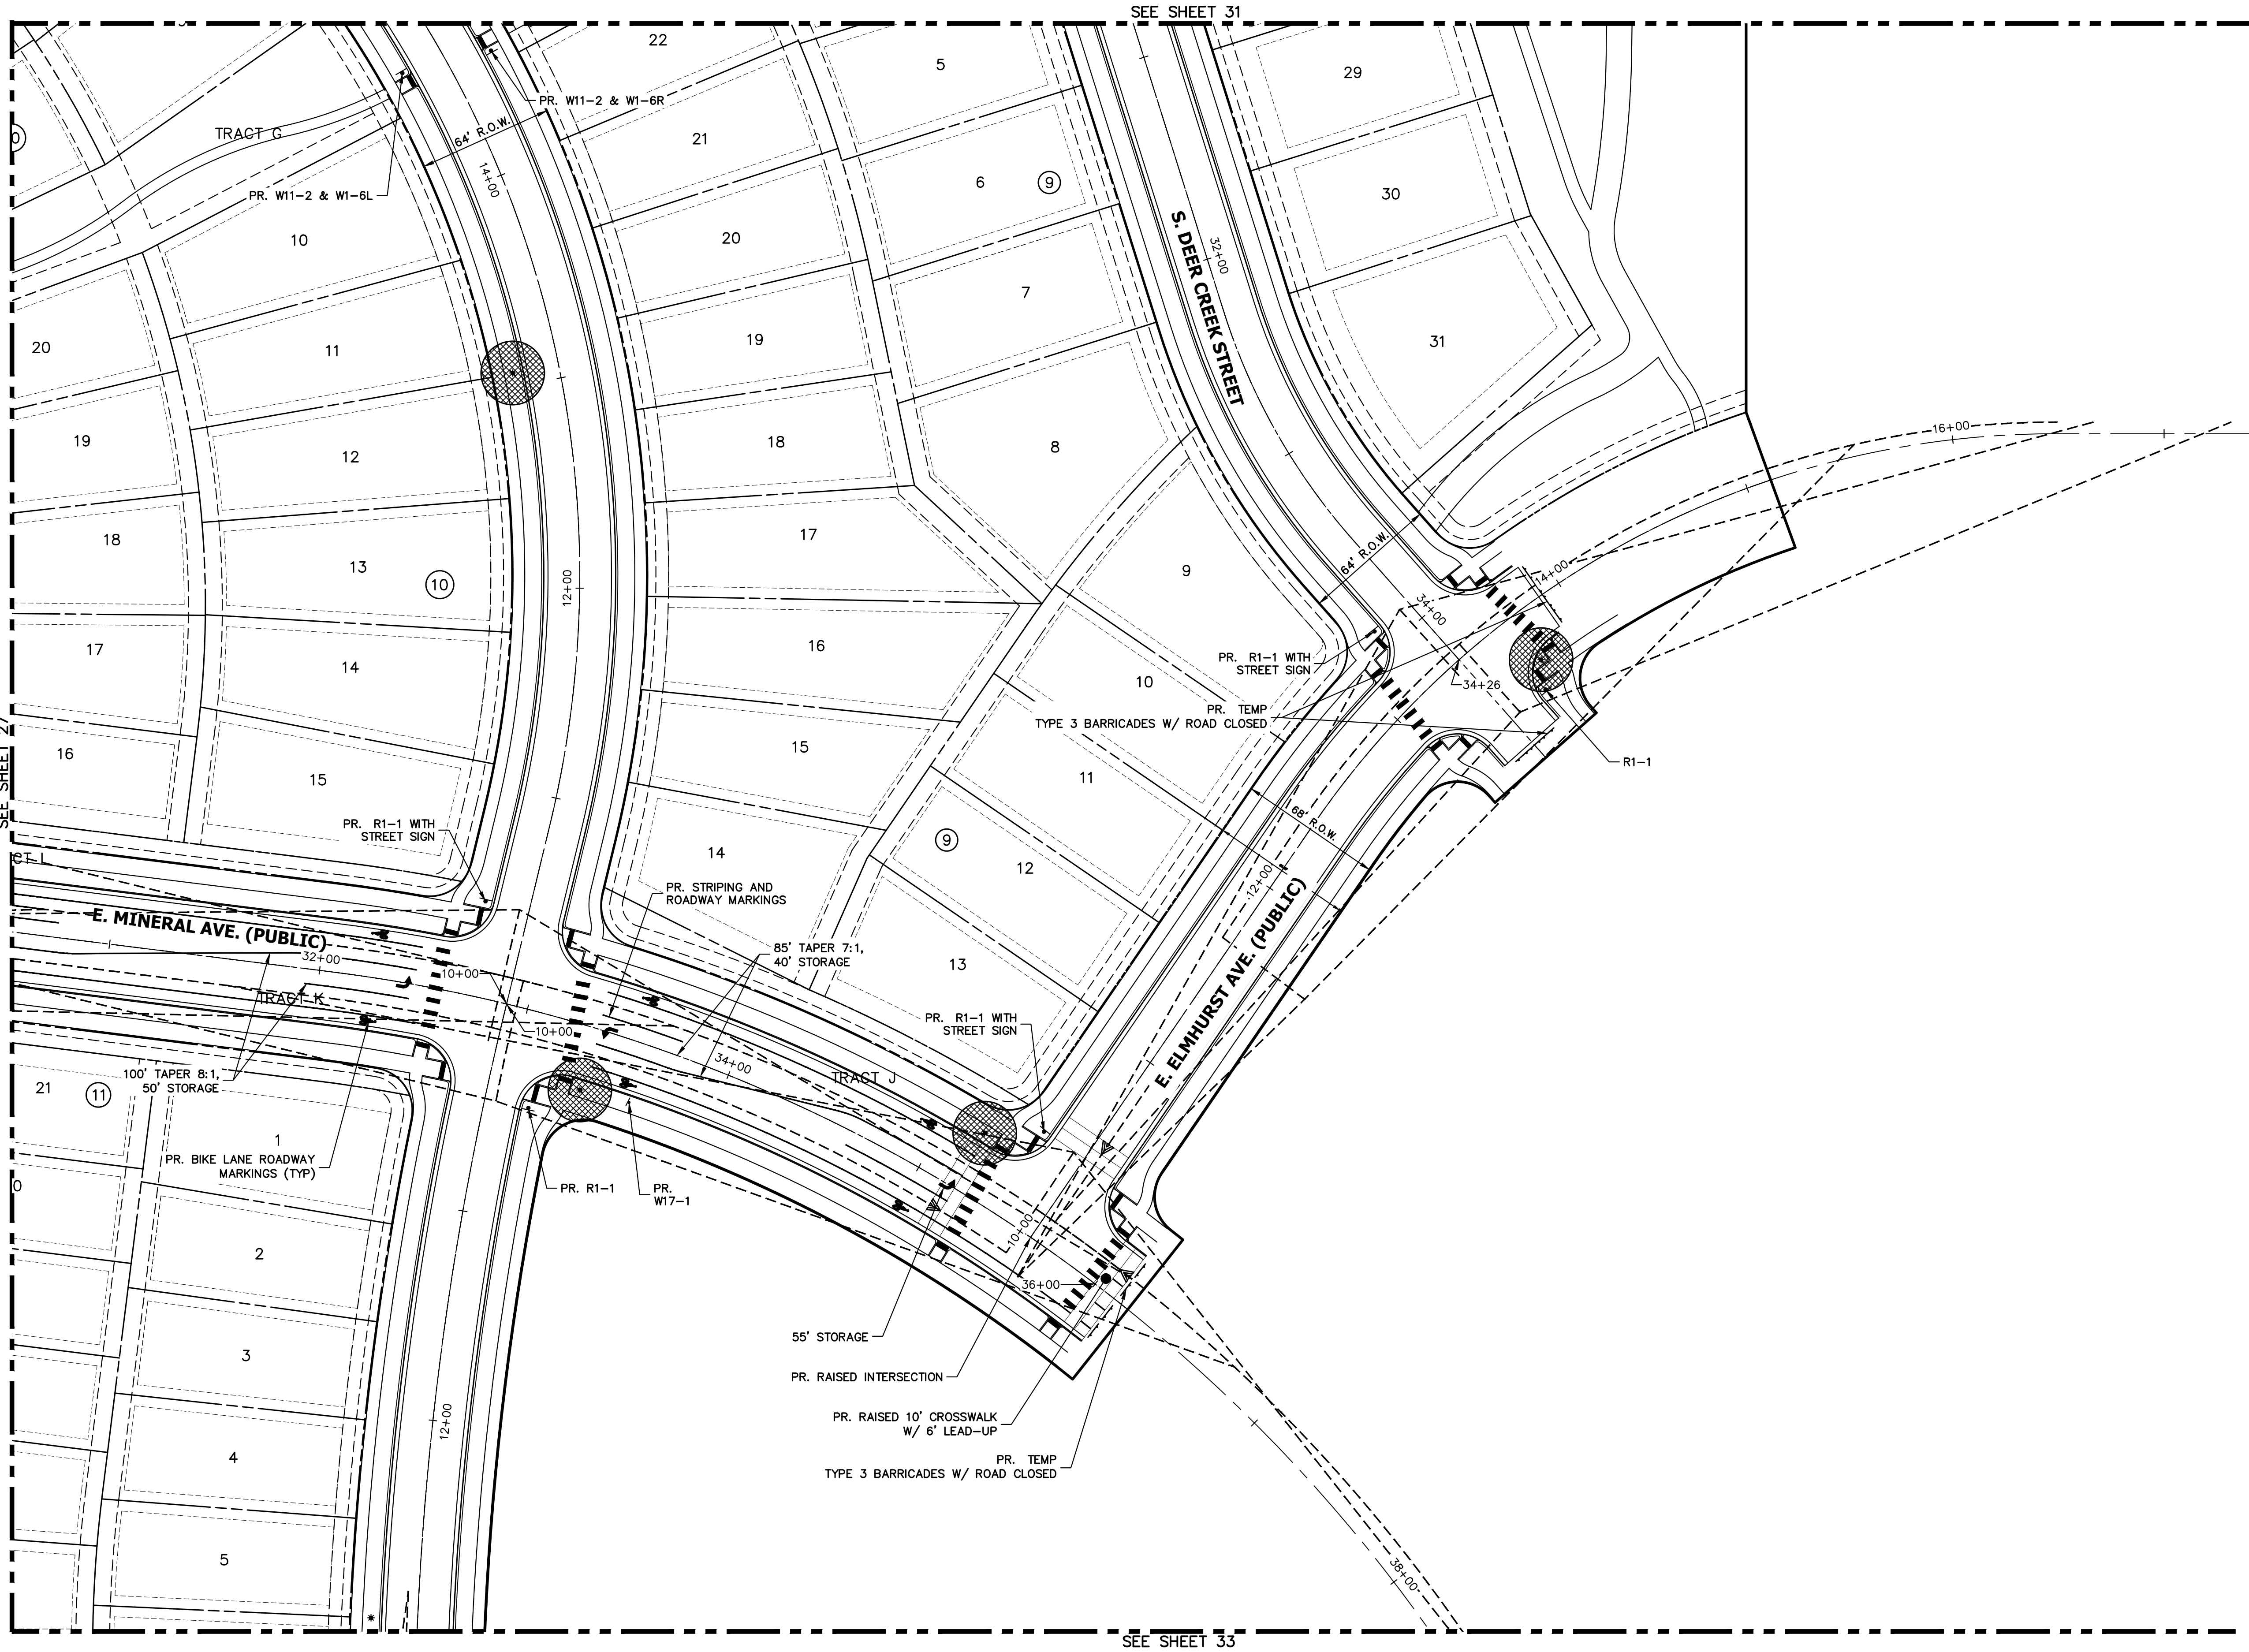 SEE SHEET 31
22
5
29
PR. W11-2 & W1-6R
TRACT G
64' R.O.W.
21
14+00
6
9
30
PR. W11-2 & W1-6L
10
20
S. DEER CREEK STREET
32+00
7
20
11
19
31
19
12
18
8
16+00
18
13
10
12+00
17
9
64' R.O.W.
14+00
34+00
17
14
16
PR. R1-1 WITH
STREET SIGN
10
34+26
PR. TEMP
TYPE 3 BARRICADES W/ ROAD CLOSED
16
15
15
11
R1-1
SEE SHEET 27
PR. R1-1 WITH
STREET SIGN
68' R.O.W.
14
9
12
12+00
CT L
PR. STRIPING AND
ROADWAY MARKINGS
E. MINERAL AVE. (PUBLIC)
32+00
85' TAPER 7:1,
40' STORAGE
13
10+00
TRACT K
10+00
PR. R1-1 WITH
STREET SIGN
E. ELMHURST AVE. (PUBLIC)
34+00
TRACT J
100' TAPER 8:1,
50' STORAGE
21
11
1
PR. BIKE LANE ROADWAY
MARKINGS (TYP)
0
PR. R1-1
PR.
W17-1
2
10+00
36+00
55' STORAGE
3
PR. RAISED INTERSECTION
12+00
PR. RAISED 10' CROSSWALK
W/ 6' LEAD-UP
4
PR. TEMP
TYPE 3 BARRICADES W/ ROAD CLOSED
5
38+00
SEE SHEET 33